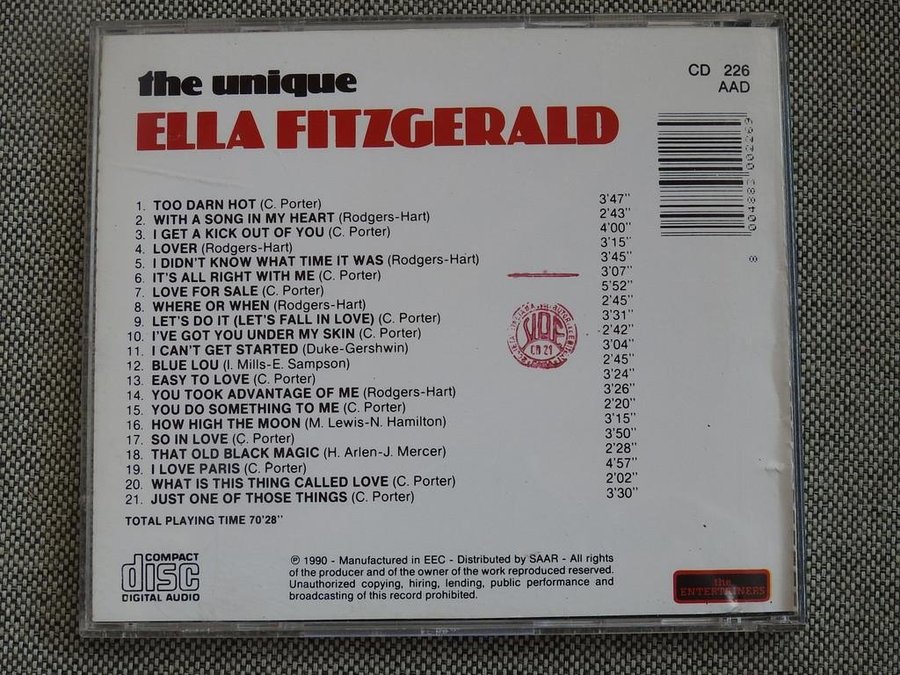 the unique
ELLA FITZGERALD
CD 226
AAD
1. TOO DARN HOT (C. Porter) 3'47"
2. WITH A SONG IN MY HEART (Rodgers-Hart) 2'43"
3. I GET A KICK OUT OF YOU (C. Porter) 4'00"
4. LOVER (Rodgers-Hart) 3'15"
5. I DIDN'T KNOW WHAT TIME IT WAS (Rodgers-Hart) 3'45"
6. IT'S ALL RIGHT WITH ME (C. Porter) 3'07"
7. LOVE FOR SALE (C. Porter) 5'52"
8. WHERE OR WHEN (Rodgers-Hart) 2'45"
9. LET'S DO IT (LET'S FALL IN LOVE) (C. Porter) 3'31"
10. I'VE GOT YOU UNDER MY SKIN (C. Porter) 2'42"
11. I CAN'T GET STARTED (Duke-Gershwin) 3'04"
12. BLUE LOU (I. Mills-E. Sampson) 2'45"
13. EASY TO LOVE (C. Porter) 3'24"
14. YOU TOOK ADVANTAGE OF ME (Rodgers-Hart) 3'26"
15. YOU DO SOMETHING TO ME (C. Porter) 2'20"
16. HOW HIGH THE MOON (M. Lewis-N. Hamilton) 3'15"
17. SO IN LOVE (C. Porter) 3'50"
18. THAT OLD BLACK MAGIC (H. Arlen-J. Mercer) 2'28"
19. I LOVE PARIS (C. Porter) 4'57"
20. WHAT IS THIS THING CALLED LOVE (C. Porter) 2'02"
21. JUST ONE OF THOSE THINGS (C. Porter) 3'30"
TOTAL PLAYING TIME 70'28"
COMPACT
disc
DIGITAL AUDIO
℗ 1990 - Manufactured in EEC - Distributed by SAAR - All rights
of the producer and of the owner of the work reproduced reserved.
Unauthorized copying, hiring, lending, public performance and
broadcasting of this record prohibited.
the
ENTERTAINERS